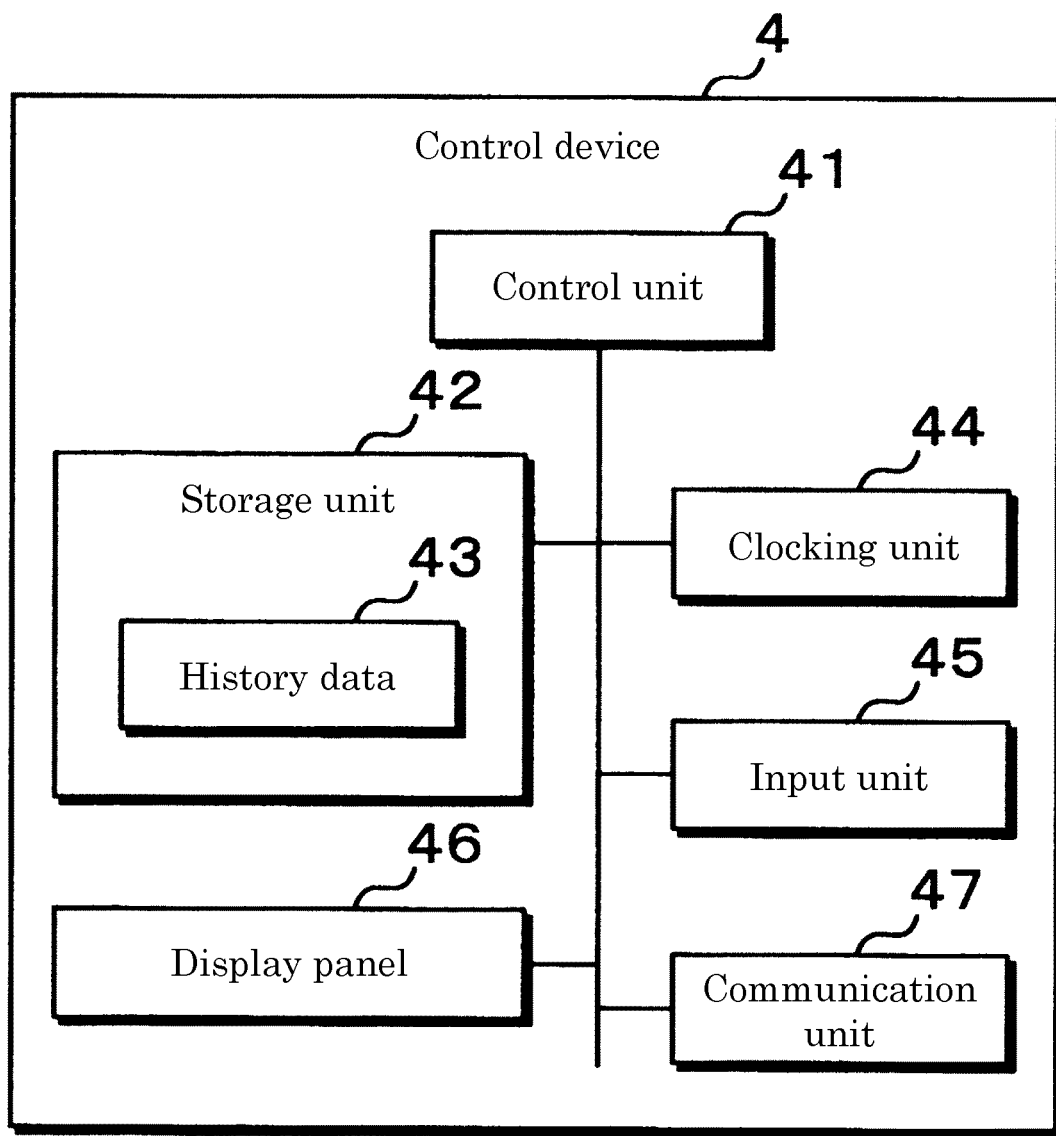 4
Control device
41
Control unit
42
Storage unit
44
Clocking unit
43
History data
45
Input unit
46
Display panel
47
Communication
unit